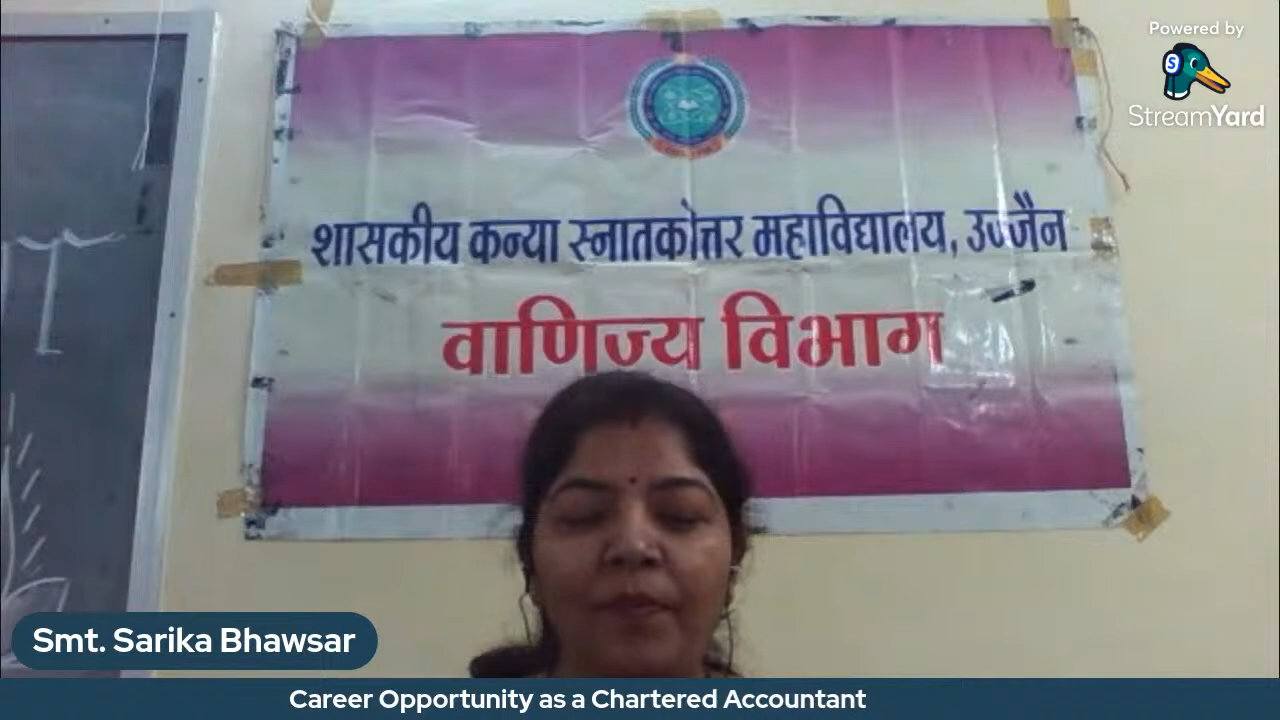 Powered by
StreamYard
शासकीय कन्या स्नातकोत्तर महाविद्यालय, उज्जैन
वाणिज्य विभाग
Smt. Sarika Bhawsar
Career Opportunity as a Chartered Accountant